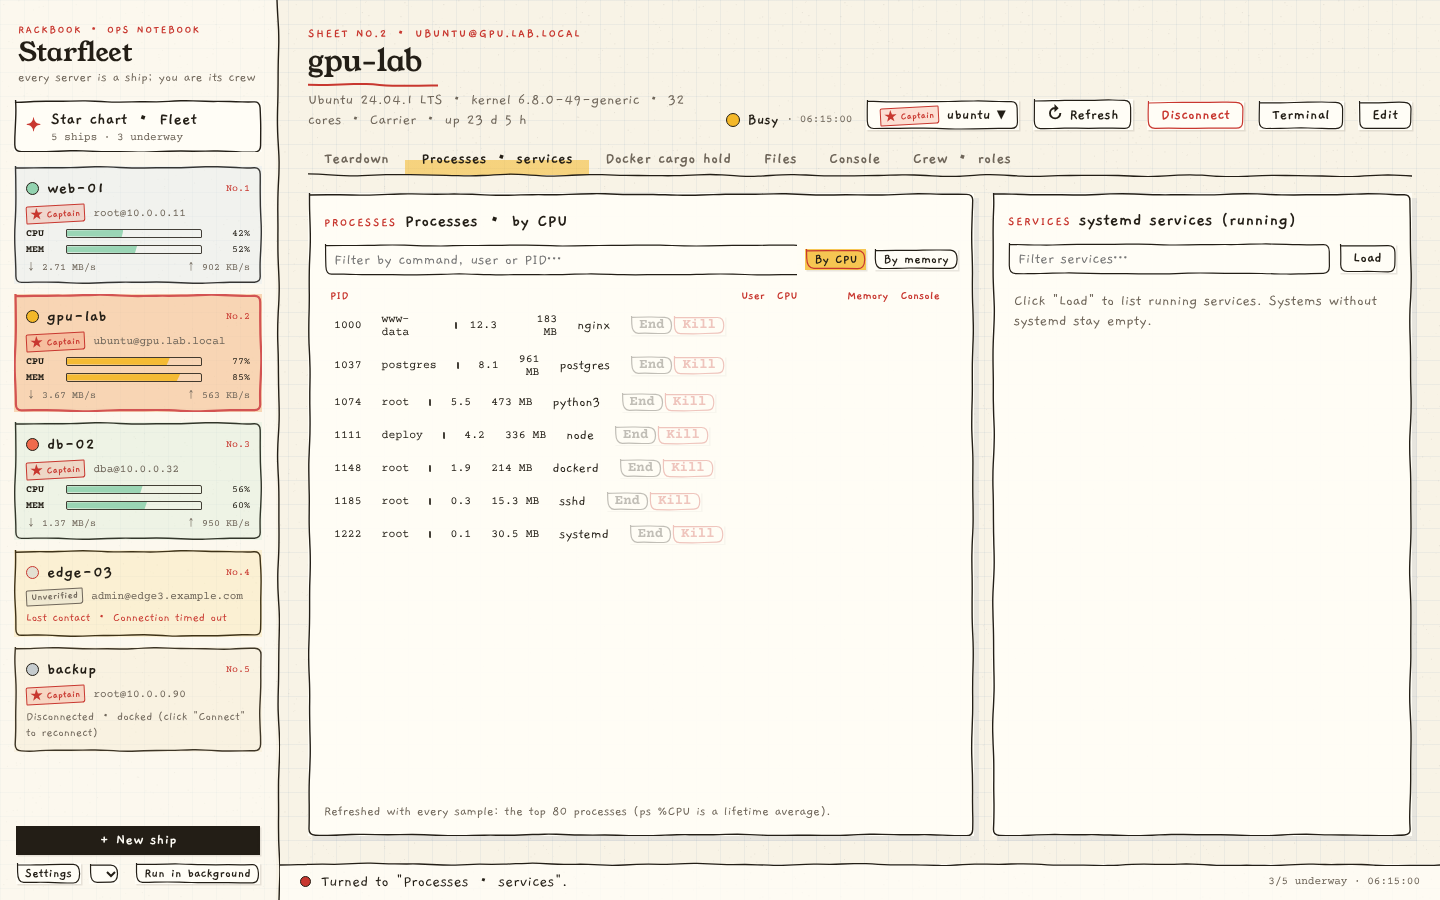 RACKBOOK • OPS NOTEBOOK
Starfleet
every server is a ship; you are its crew
Star chart • Fleet
5 ships · 3 underway
web-01 No.1
Captain root@10.0.0.11
CPU 42%
MEM 52%
↓ 2.71 MB/s ↑ 902 KB/s
gpu-lab No.2
Captain ubuntu@gpu.lab.local
CPU 77%
MEM 85%
↓ 3.67 MB/s ↑ 563 KB/s
db-02 No.3
Captain dba@10.0.0.32
CPU 56%
MEM 60%
↓ 1.37 MB/s ↑ 950 KB/s
edge-03 No.4
Unverified admin@edge3.example.com
Lost contact • Connection timed out
backup No.5
Captain root@10.0.0.90
Disconnected • docked (click "Connect"
to reconnect)
+ New ship
Settings Run in background
SHEET NO.2 • UBUNTU@GPU.LAB.LOCAL
gpu-lab
Ubuntu 24.04.1 LTS • kernel 6.8.0-49-generic • 32
cores • Carrier • up 23 d 5 h
Busy · 06:15:00 Captain ubuntu ▼ Refresh Disconnect Terminal Edit
Teardown Processes • services Docker cargo hold Files Console Crew • roles
PROCESSES Processes • by CPU
Filter by command, user or PID… By CPU By memory
PID User CPU Memory Console
1000 www-data 12.3 183 MB nginx End Kill
1037 postgres 8.1 961 MB postgres End Kill
1074 root 5.5 473 MB python3 End Kill
1111 deploy 4.2 336 MB node End Kill
1148 root 1.9 214 MB dockerd End Kill
1185 root 0.3 15.3 MB sshd End Kill
1222 root 0.1 30.5 MB systemd End Kill
Refreshed with every sample: the top 80 processes (ps %CPU is a lifetime average).
SERVICES systemd services (running)
Filter services… Load
Click "Load" to list running services. Systems without
systemd stay empty.
Turned to "Processes • services".
3/5 underway · 06:15:00